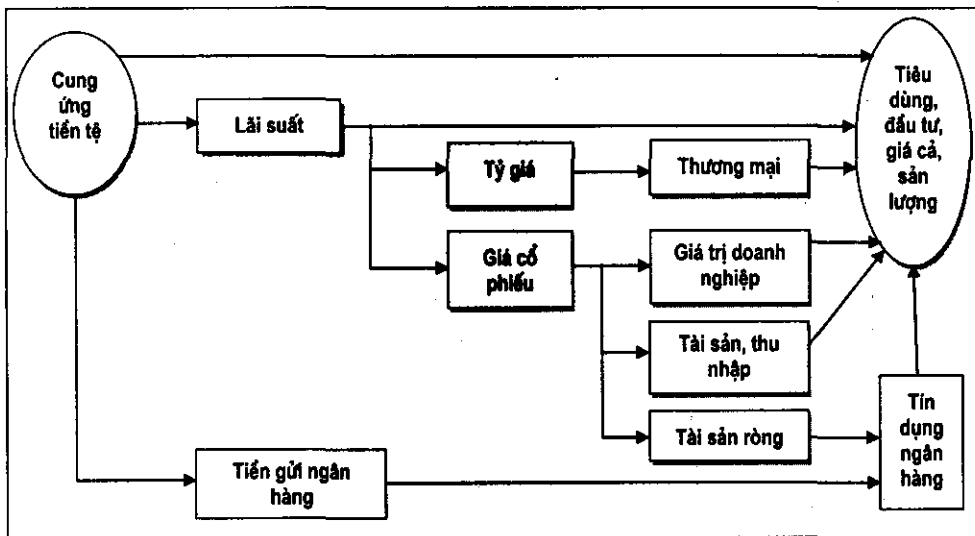 Cung
ứng
tiền tệ
Lãi suất
Tỷ giá
Thương mại
Giá cổ
phiếu
Giá trị doanh
nghiệp
Tài sản, thu
nhập
Tài sản ròng
Tiền gửi ngân
hàng
Tiêu
dùng,
đầu tư,
giá cả,
sản
lượng
Tín
dụng
ngân
hàng